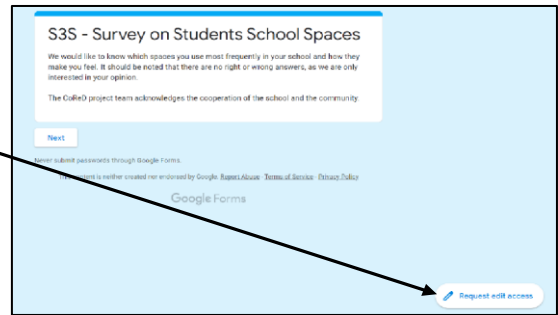 S3S - Survey on Students School Spaces
We would like to know which spaces you use most frequently in your school and how they
make you feel. It should be noted that there are no right or wrong answers, as we are only
interested in your opinion.
The CoReD project team acknowledges the cooperation of the school and the community.
Next
Never submit passwords through Google Forms.
content is neither created nor endorsed by Google. Report Abuse - Terms of Service - Privacy Policy
Google Forms
Request edit access